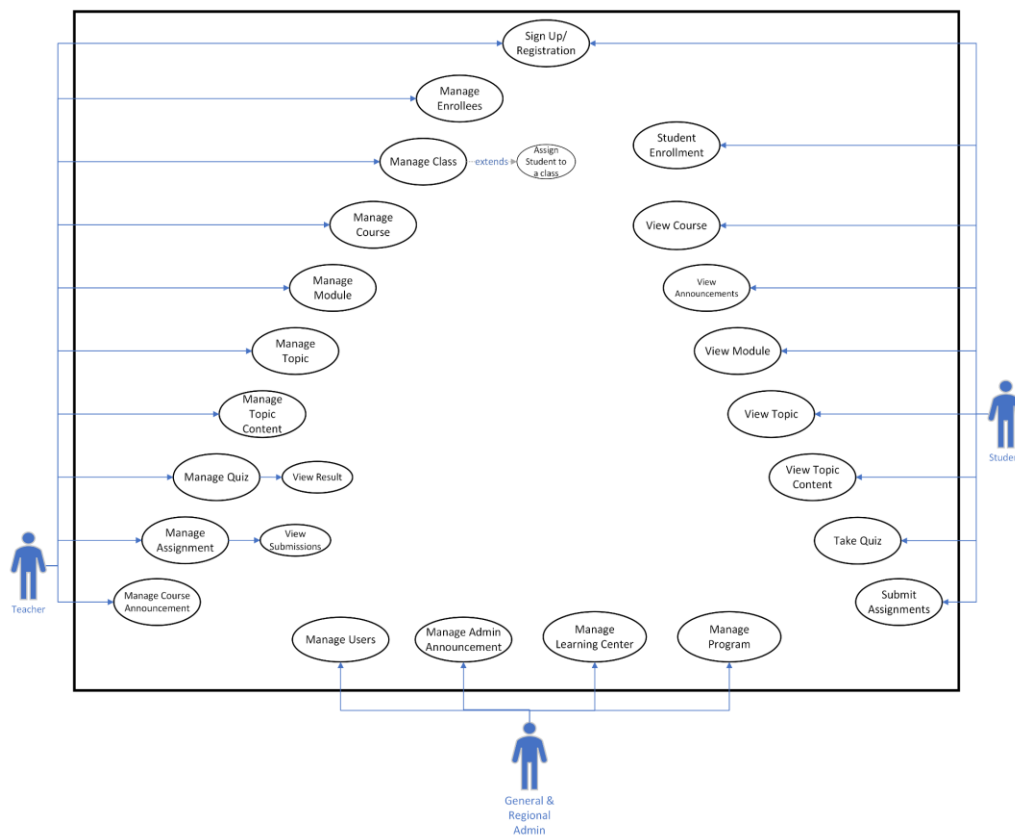 Sign Up/
Registration
Manage
Enrollees
Student
Enrollment
Manage Class
extends
Assign
Student to
a class
Manage
Course
View Course
Manage
Module
View
Announcements
Manage
Topic
View Module
Manage
Topic
Content
View Topic
Manage Quiz
View Result
View Topic
Content
Student
Manage
Assignment
View
Submissions
Take Quiz
Teacher
Manage Course
Announcement
Submit
Assignments
Manage Users
Manage Admin
Announcement
Manage
Learning Center
Manage
Program
General &
Regional
Admin